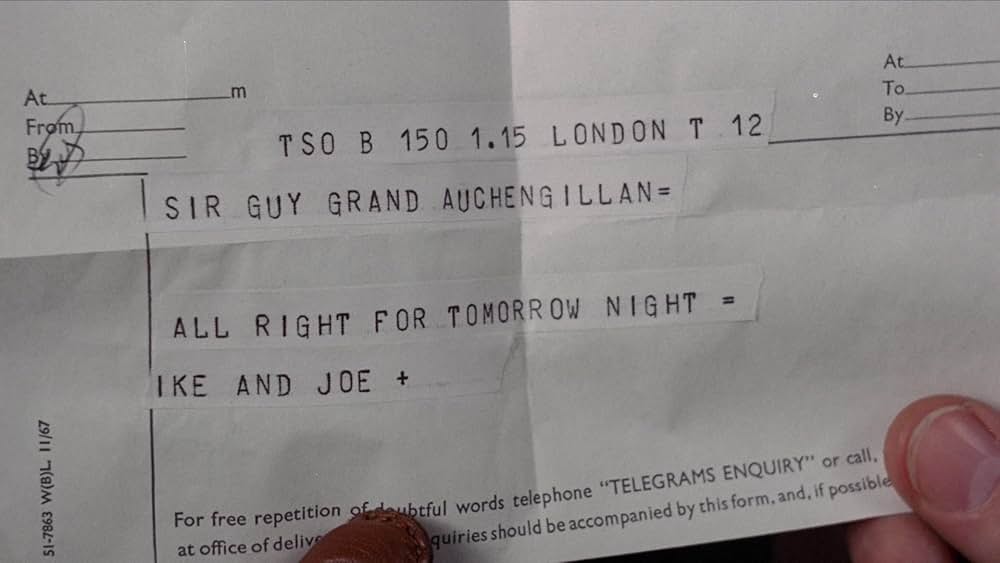 At m
From
By
At
To
By
TSO B 150 1.15 LONDON T 12
SIR GUY GRAND AUCHENGILLAN=
ALL RIGHT FOR TOMORROW NIGHT =
IKE AND JOE +
51-7863 W(B)L. 11/67
For free repetition of doubtful words telephone "TELEGRAMS ENQUIRY" or call,
at office of quiries should be accompanied by this form, and, if possible